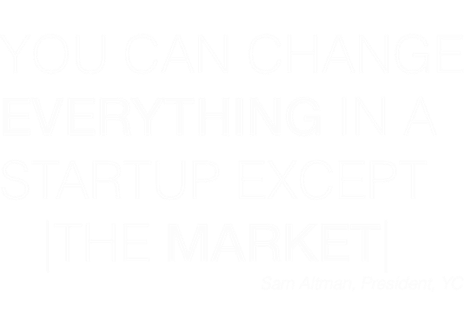 YOU CAN CHANGE
EVERYTHING IN A
STARTUP EXCEPT
|THE MARKET|
Sam Altman, President, YC